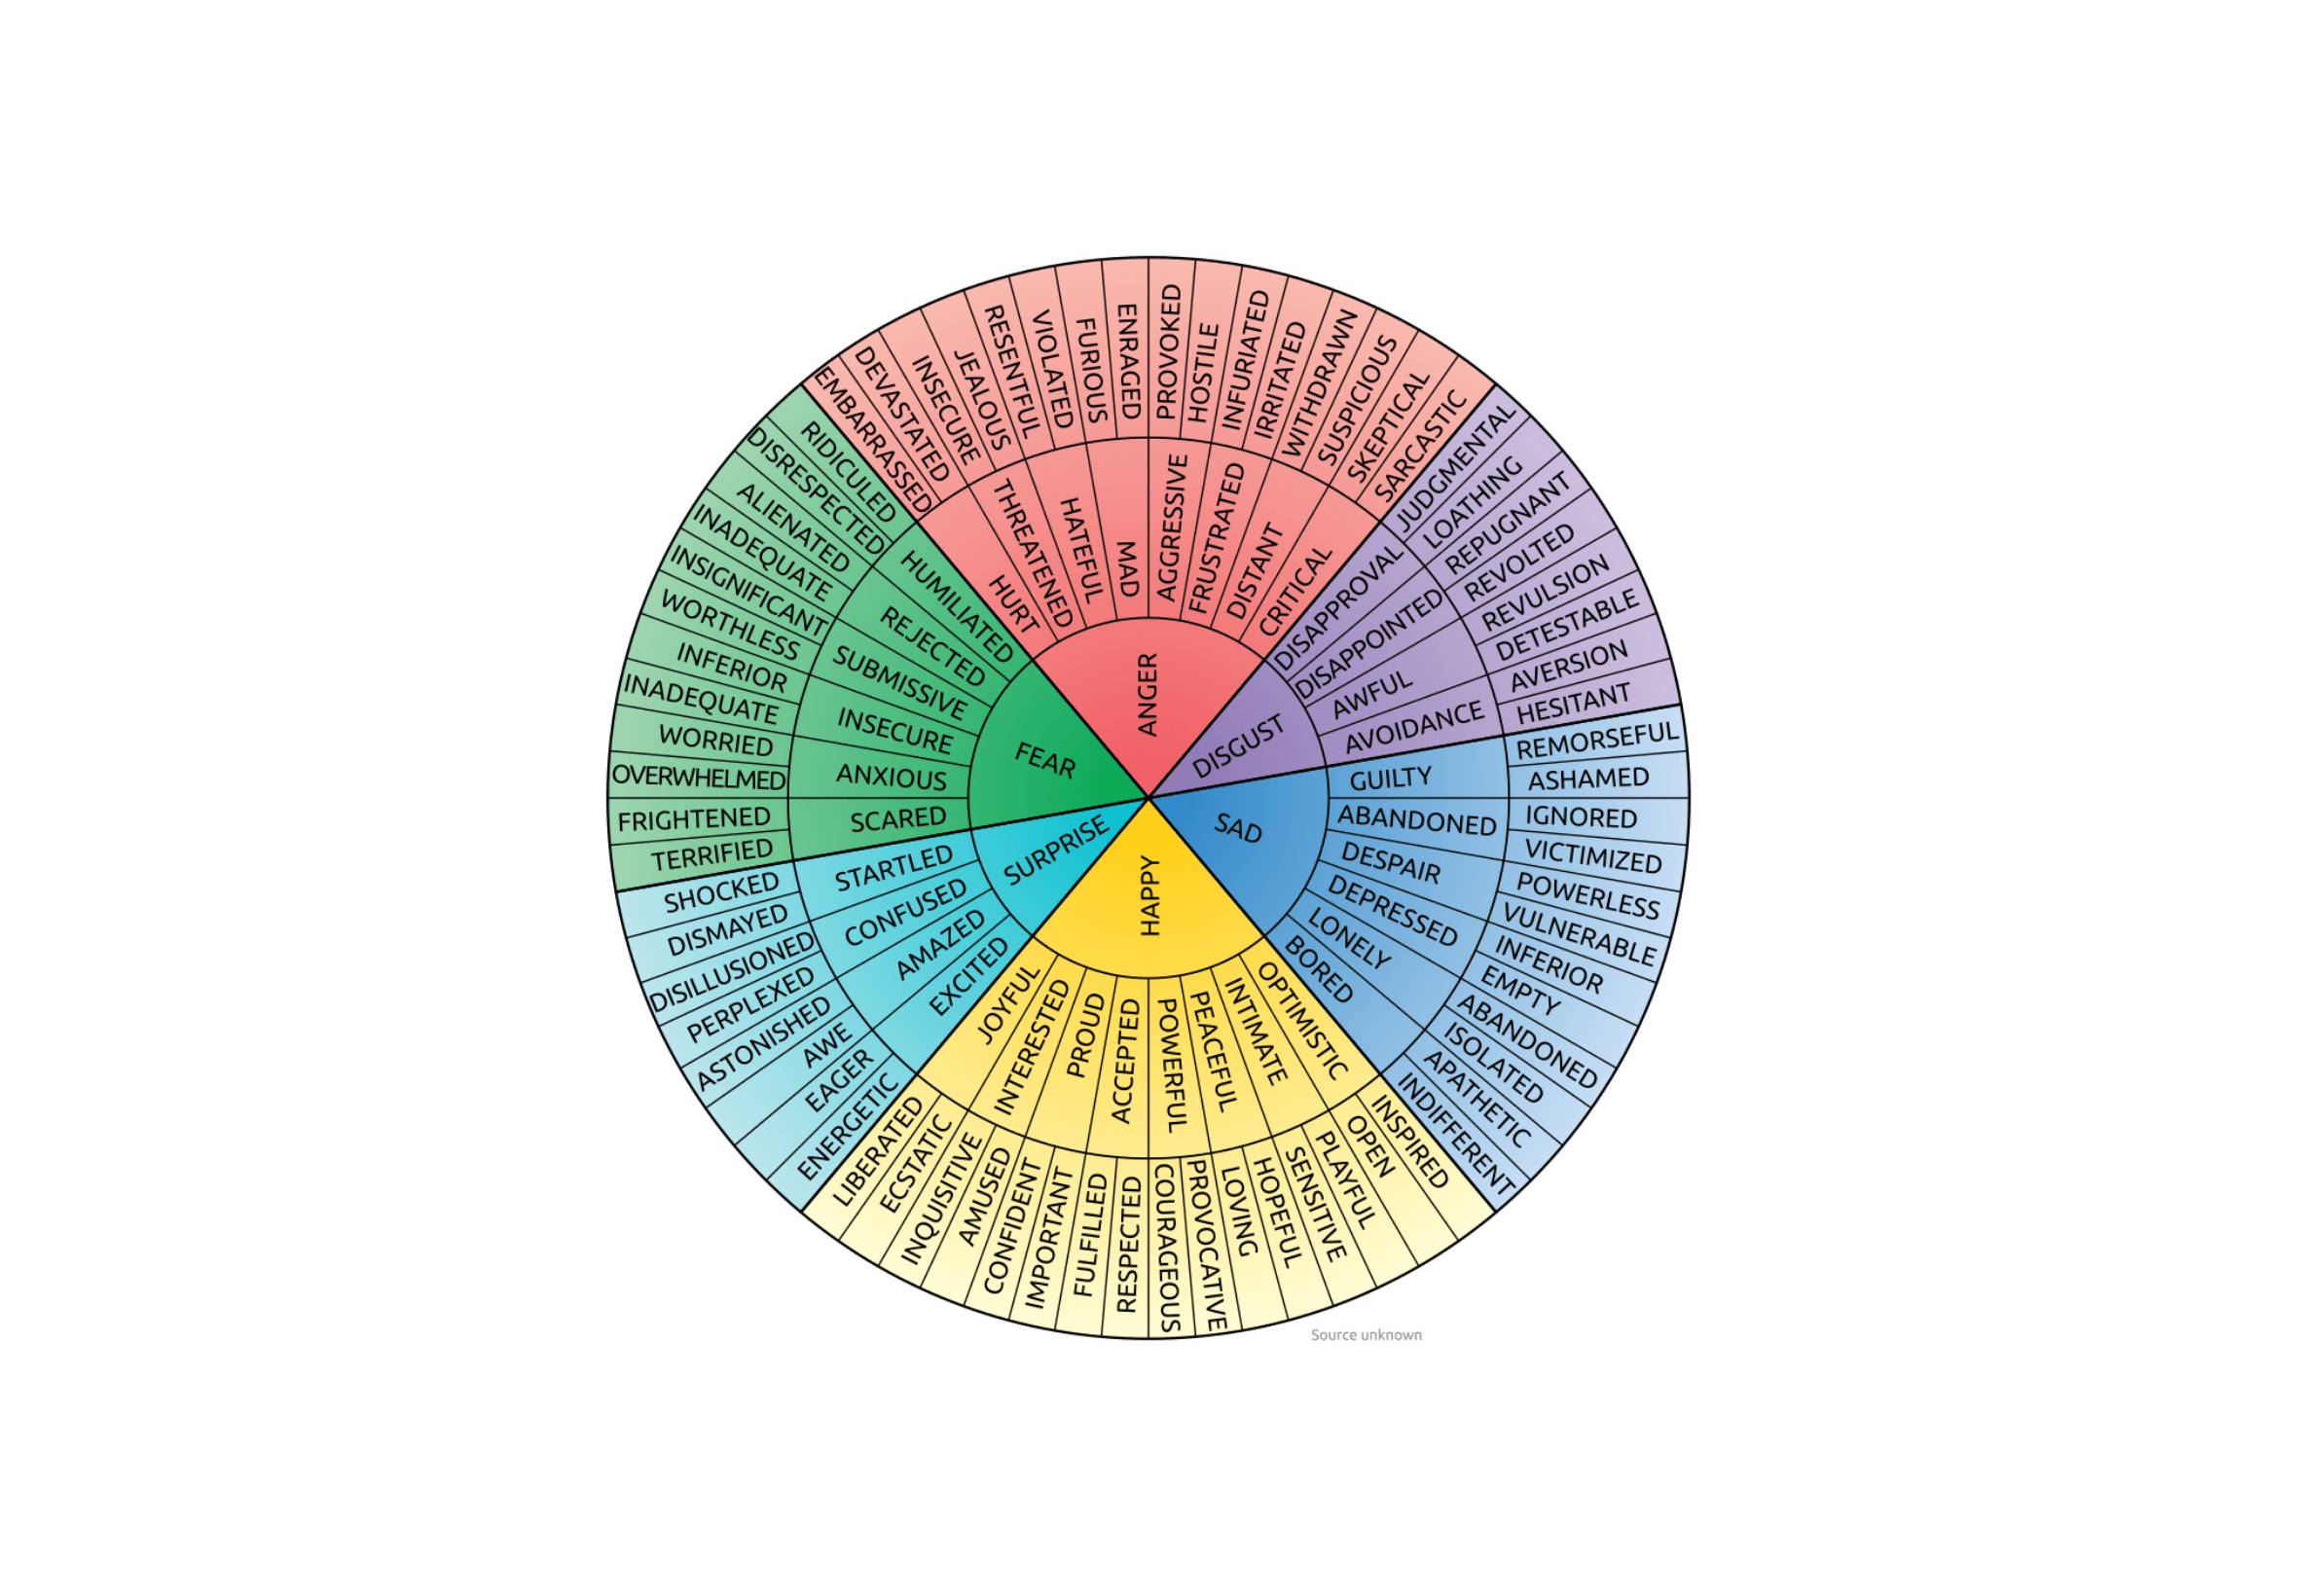 ANGER
HURT
EMBARRASSED
DEVASTATED
THREATENED
INSECURE
JEALOUS
HATEFUL
RESENTFUL
VIOLATED
MAD
FURIOUS
ENRAGED
AGGRESSIVE
PROVOKED
HOSTILE
FRUSTRATED
INFURIATED
IRRITATED
DISTANT
WITHDRAWN
SUSPICIOUS
CRITICAL
SKEPTICAL
SARCASTIC
DISGUST
DISAPPROVAL
JUDGMENTAL
LOATHING
DISAPPOINTED
REPUGNANT
REVOLTED
AWFUL
REVULSION
DETESTABLE
AVOIDANCE
AVERSION
HESITANT
SAD
GUILTY
REMORSEFUL
ASHAMED
ABANDONED
IGNORED
VICTIMIZED
DESPAIR
POWERLESS
VULNERABLE
DEPRESSED
INFERIOR
EMPTY
LONELY
ABANDONED
ISOLATED
BORED
APATHETIC
INDIFFERENT
HAPPY
OPTIMISTIC
INSPIRED
OPEN
INTIMATE
PLAYFUL
SENSITIVE
PEACEFUL
HOPEFUL
LOVING
POWERFUL
PROVOCATIVE
COURAGEOUS
ACCEPTED
RESPECTED
FULFILLED
PROUD
IMPORTANT
CONFIDENT
INTERESTED
AMUSED
INQUISITIVE
JOYFUL
ECSTATIC
LIBERATED
SURPRISE
EXCITED
ENERGETIC
EAGER
AMAZED
AWE
ASTONISHED
CONFUSED
PERPLEXED
DISILLUSIONED
STARTLED
DISMAYED
SHOCKED
FEAR
SCARED
TERRIFIED
FRIGHTENED
ANXIOUS
OVERWHELMED
WORRIED
INSECURE
INADEQUATE
INFERIOR
SUBMISSIVE
WORTHLESS
INSIGNIFICANT
REJECTED
INADEQUATE
ALIENATED
HUMILIATED
DISRESPECTED
RIDICULED
Source unknown